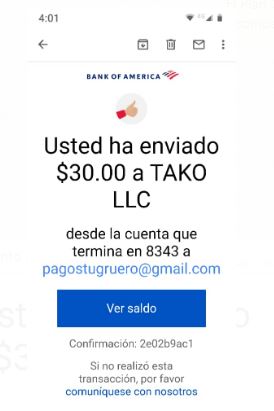 4:01
4G
BANK OF AMERICA
Usted ha enviado
$30.00 a TAKO
LLC
desde la cuenta que
termina en 8343 a
pagostugruero@gmail.com
Ver saldo
Confirmación: 2e02b9ac1
Si no realizó esta
transacción, por favor
comuníquese con nosotros